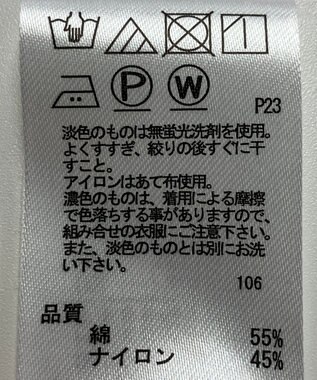 P W
P23
淡色のものは無蛍光洗剤を使用。
よくすすぎ、絞りの後すぐに干
すこと。
アイロンはあて布使用。
濃色のものは、着用による摩擦
で色落ちする事がありますので、
組み合せの衣服にご注意下さい。
また、淡色のものとは別にお洗
い下さい。
106
品質
綿 55%
ナイロン 45%